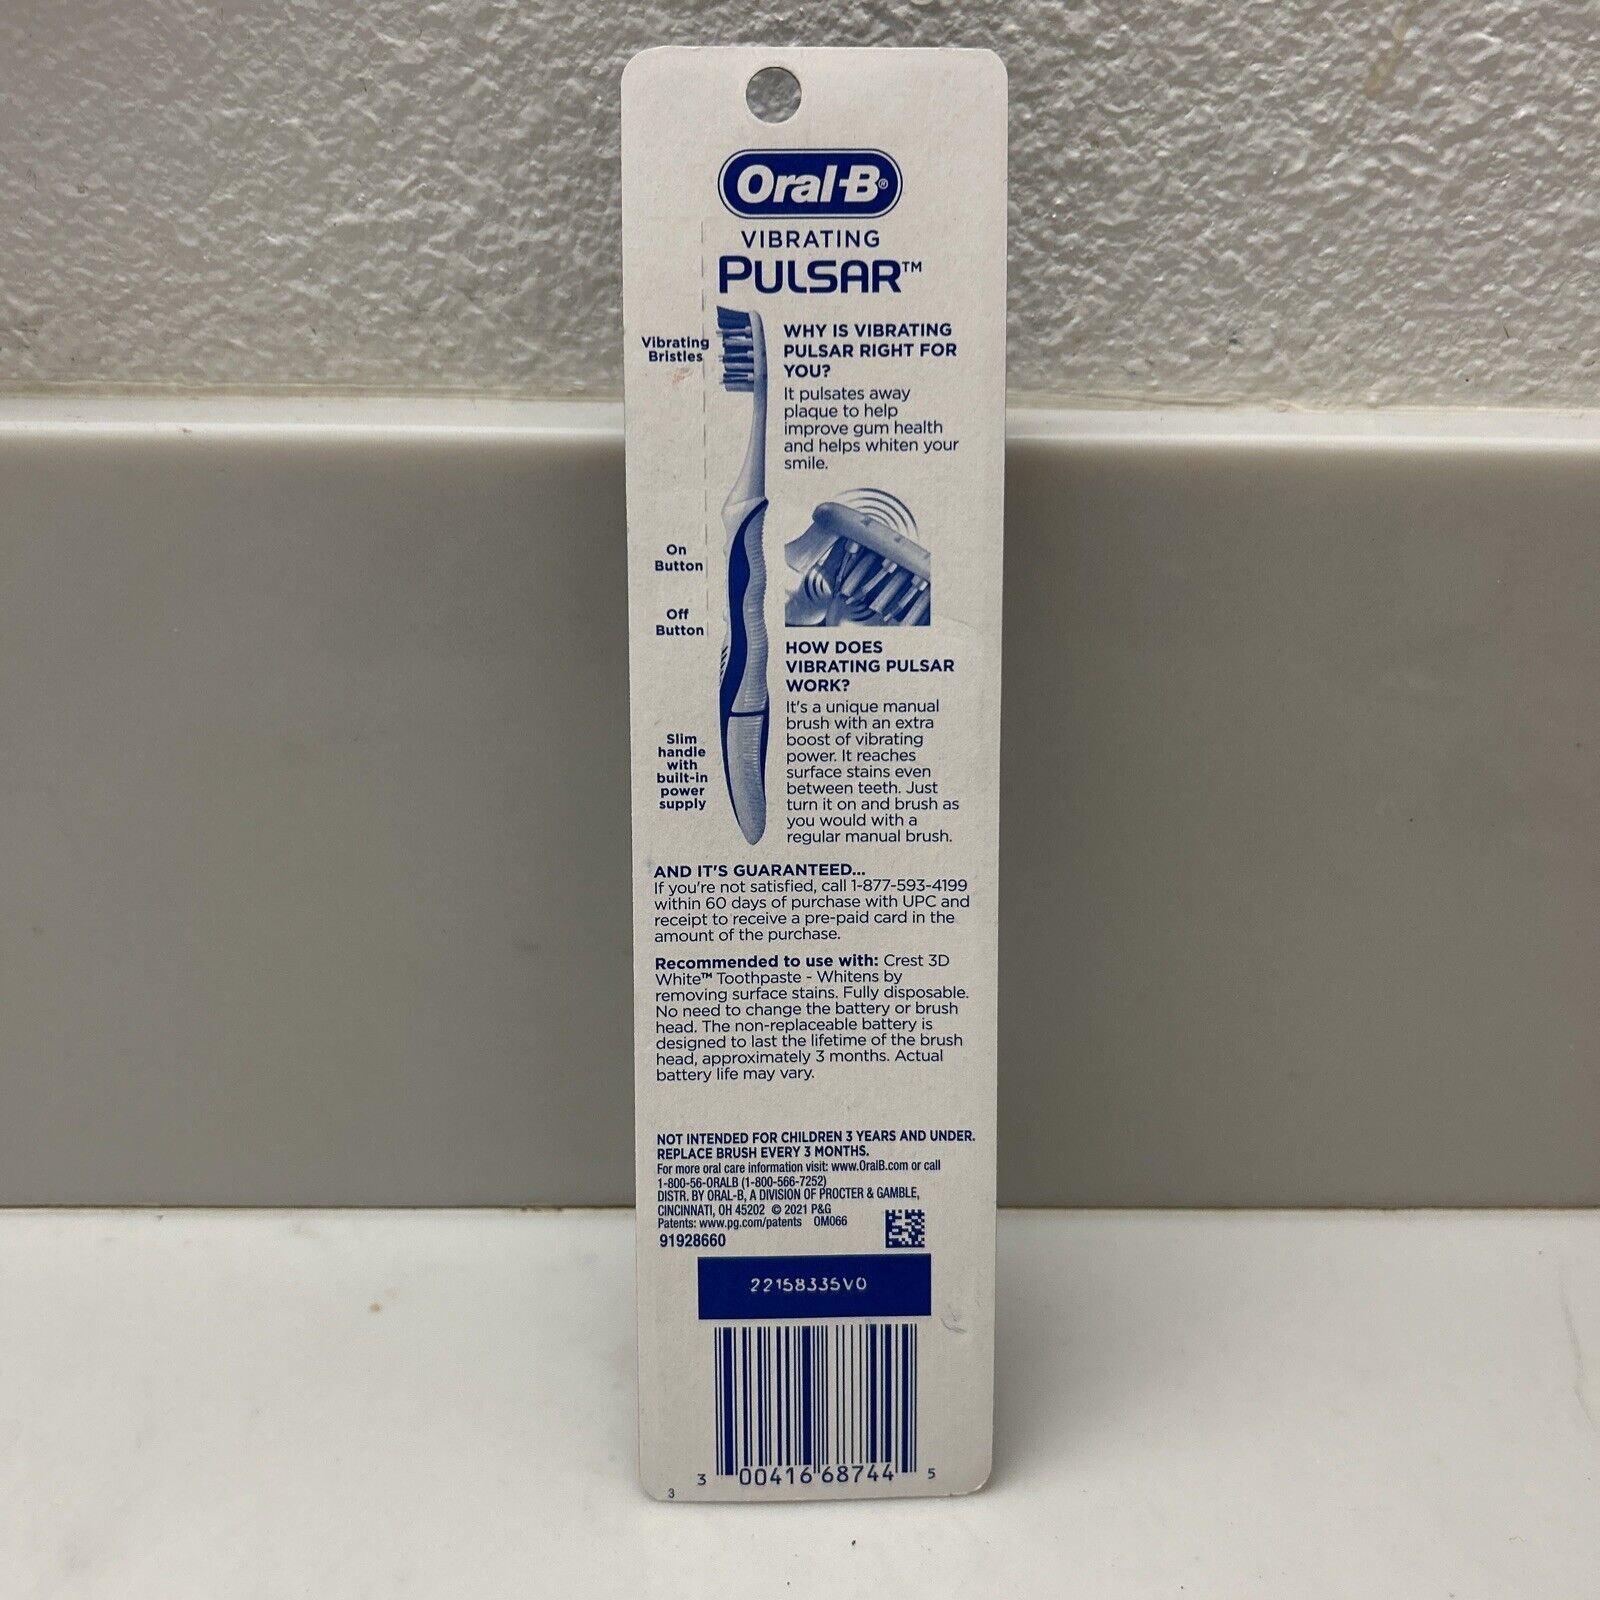 Oral-B®
VIBRATING
PULSAR™
Vibrating
Bristles
WHY IS VIBRATING
PULSAR RIGHT FOR
YOU?
It pulsates away
plaque to help
improve gum health
and helps whiten your
smile.
On
Button
Off
Button
HOW DOES
VIBRATING PULSAR
WORK?
It's a unique manual
brush with an extra
boost of vibrating
power. It reaches
surface stains even
between teeth. Just
turn it on and brush as
you would with a
regular manual brush.
Slim
handle
with
built-in
power
supply
AND IT'S GUARANTEED...
If you're not satisfied, call 1-877-593-4199
within 60 days of purchase with UPC and
receipt to receive a pre-paid card in the
amount of the purchase.
Recommended to use with: Crest 3D
White™ Toothpaste - Whitens by
removing surface stains. Fully disposable.
No need to change the battery or brush
head. The non-replaceable battery is
designed to last the lifetime of the brush
head, approximately 3 months. Actual
battery life may vary.
NOT INTENDED FOR CHILDREN 3 YEARS AND UNDER.
REPLACE BRUSH EVERY 3 MONTHS.
For more oral care information visit: www.OralB.com or call
1-800-56-ORALB (1-800-566-7252)
DISTR. BY ORAL-B, A DIVISION OF PROCTER & GAMBLE,
CINCINNATI, OH 45202 © 2021 P&G
Patents: www.pg.com/patents OM066
91928660
22158335V0
3 00416 68744 5
3